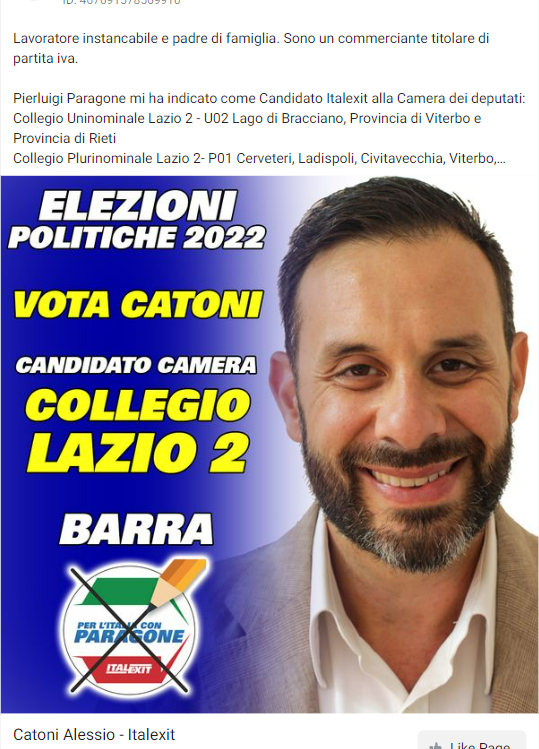 ID: 467691578569916
Lavoratore instancabile e padre di famiglia. Sono un commerciante titolare di
partita iva.
Pierluigi Paragone mi ha indicato come Candidato Italexit alla Camera dei deputati:
Collegio Uninominale Lazio 2 - U02 Lago di Bracciano, Provincia di Viterbo e
Provincia di Rieti
Collegio Plurinominale Lazio 2- P01 Cerveteri, Ladispoli, Civitavecchia, Viterbo,...
ELEZIONI
POLITICHE 2022
VOTA CATONI
CANDIDATO CAMERA
COLLEGIO
LAZIO 2
BARRA
PER L'ITALIA CON
PARAGONE
ITALEXIT
Catoni Alessio - Italexit
Like Page